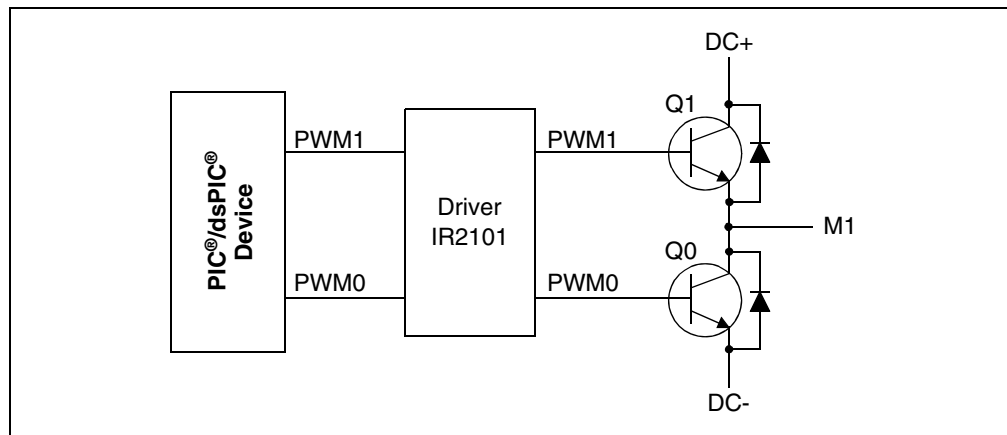 DC+
Q1
PWM1
PWM1
PIC®/dsPIC®
Device
Driver
IR2101
M1
Q0
PWM0
PWM0
DC-